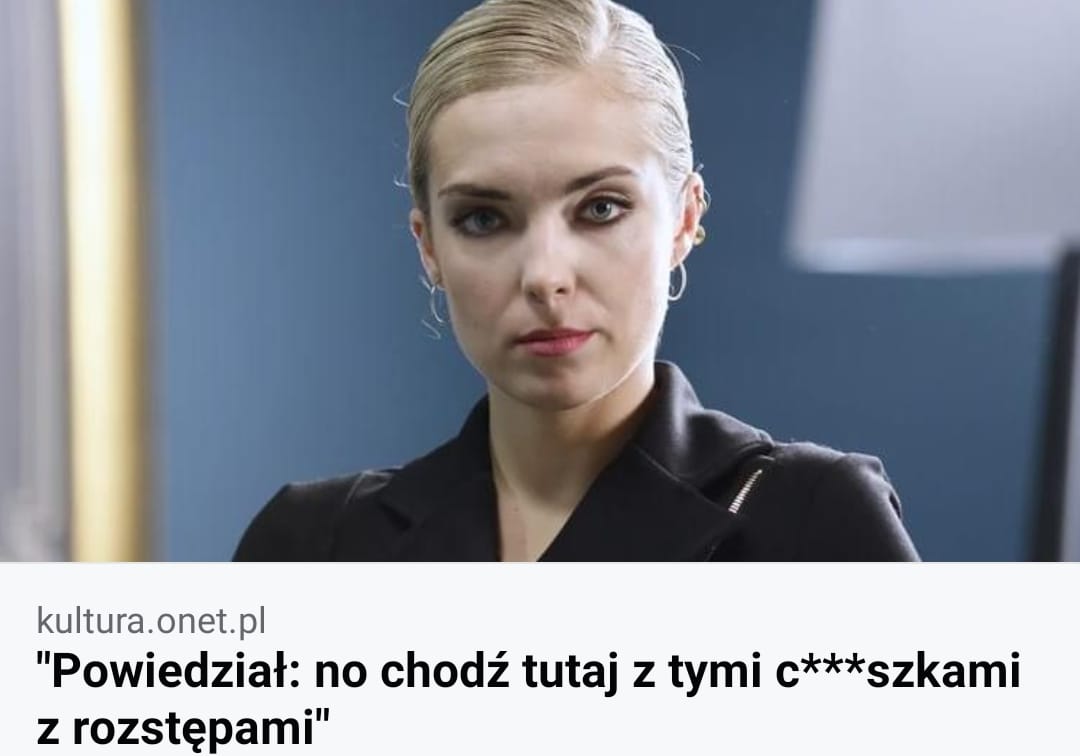 kultura.onet.pl
"Powiedział: no chodź tutaj z tymi c***szkami
z rozstępami"